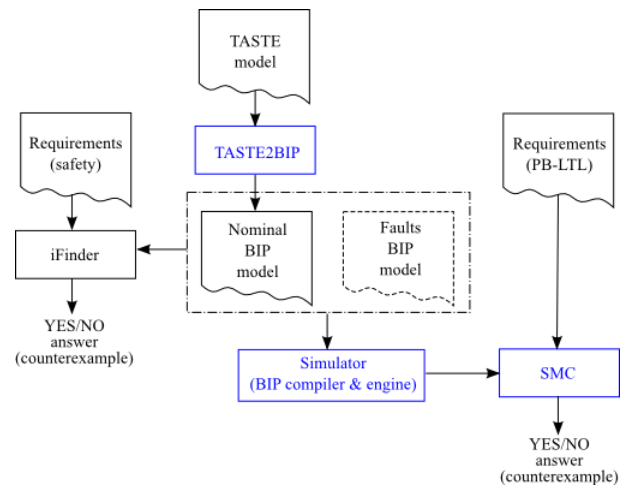 TASTE
model
Requirements
(safety)
TASTE2BIP
Requirements
(PB-LTL)
iFinder
Nominal
BIP
model
Faults
BIP
model
YES/NO
answer
(counterexample)
Simulator
(BIP compiler & engine)
SMC
YES/NO
answer
(counterexample)